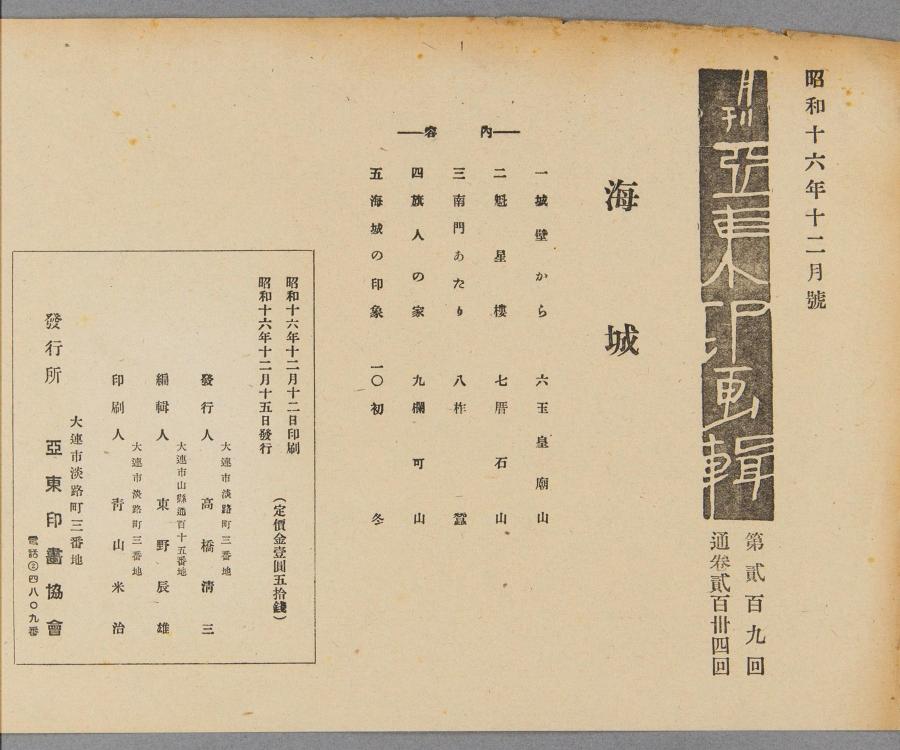 昭和十六年十二月號
月刊亞東印画輯
第貳百九回
通卷貳百卌四回
海城
內容
一城壁から 六玉皇廟山
二魁星樓 七厝石山
三南門あたり 八柞蠶
四旗人の家 九欄可山
五海城の印象 一〇初冬
昭和十六年十二月十二日印刷
昭和十六年十二月十五日發行
(定價金壹圓五拾錢)
大連市淡路町三番地
發行人 高橋淸三
大連市山縣通百十五番地
編輯人 東野辰雄
大連市淡路町三番地
印刷人 靑山米治
大連市淡路町三番地
發行所 亞東印畵協會
電話②四八〇九番